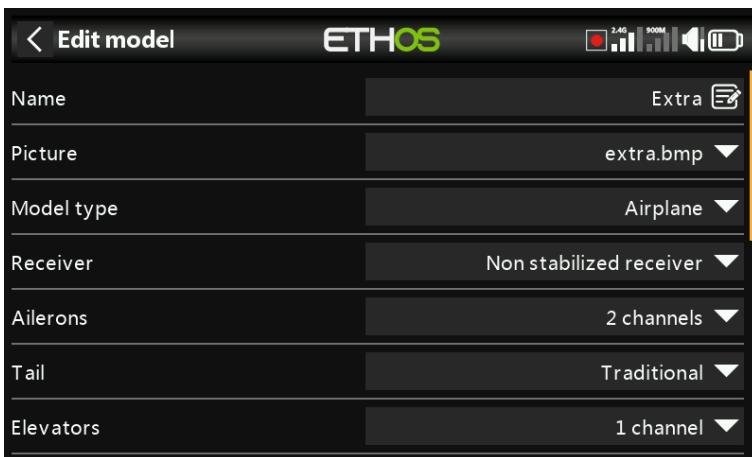 Edit model ETHOS 2.4G 900M
Name Extra
Picture extra.bmp
Model type Airplane
Receiver Non stabilized receiver
Ailerons 2 channels
Tail Traditional
Elevators 1 channel